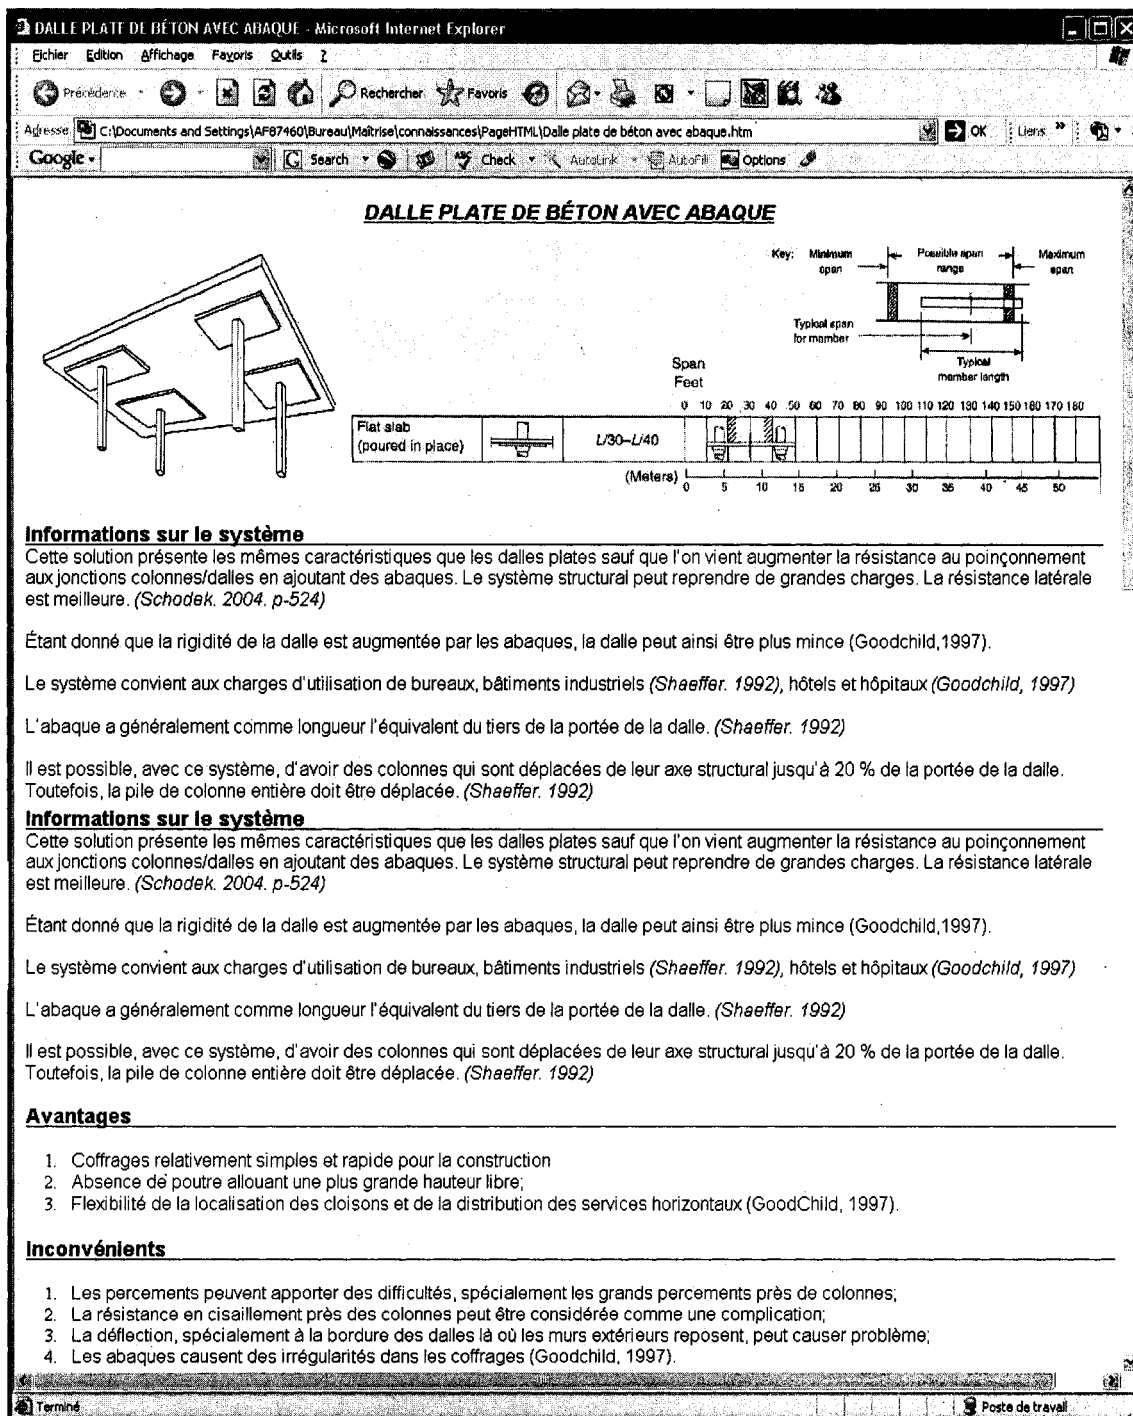 DALLE PLATE DE BÉTON AVEC ABAQUE - Microsoft Internet Explorer
Fichier Edition Affichage Favoris Outils ?
Précédente Rechercher Favoris
Adresse C:\Documents and Settings\AF87460\Bureau\Maîtrise\connaissances\PageHTML\Dalle plate de béton avec abaque.htm OK Liens »
Google Search Check AutoLink AutoFill Options
DALLE PLATE DE BÉTON AVEC ABAQUE
Key: Minimum span Possible span range Maximum span
Typical span for member
Typical member length
Span
Feet
0 10 20 30 40 50 60 70 80 90 100 110 120 130 140 150 160 170 180
Flat slab
(poured in place) L/30–L/40
(Meters) 0 5 10 15 20 25 30 35 40 45 50
Informations sur le système
Cette solution présente les mêmes caractéristiques que les dalles plates sauf que l'on vient augmenter la résistance au poinçonnement
aux jonctions colonnes/dalles en ajoutant des abaques. Le système structural peut reprendre de grandes charges. La résistance latérale
est meilleure. (Schodek. 2004. p-524)
Étant donné que la rigidité de la dalle est augmentée par les abaques, la dalle peut ainsi être plus mince (Goodchild,1997).
Le système convient aux charges d'utilisation de bureaux, bâtiments industriels (Shaeffer. 1992), hôtels et hôpitaux (Goodchild, 1997)
L'abaque a généralement comme longueur l'équivalent du tiers de la portée de la dalle. (Shaeffer. 1992)
Il est possible, avec ce système, d'avoir des colonnes qui sont déplacées de leur axe structural jusqu'à 20 % de la portée de la dalle.
Toutefois, la pile de colonne entière doit être déplacée. (Shaeffer. 1992)
Informations sur le système
Cette solution présente les mêmes caractéristiques que les dalles plates sauf que l'on vient augmenter la résistance au poinçonnement
aux jonctions colonnes/dalles en ajoutant des abaques. Le système structural peut reprendre de grandes charges. La résistance latérale
est meilleure. (Schodek. 2004. p-524)
Étant donné que la rigidité de la dalle est augmentée par les abaques, la dalle peut ainsi être plus mince (Goodchild,1997).
Le système convient aux charges d'utilisation de bureaux, bâtiments industriels (Shaeffer. 1992), hôtels et hôpitaux (Goodchild, 1997)
L'abaque a généralement comme longueur l'équivalent du tiers de la portée de la dalle. (Shaeffer. 1992)
Il est possible, avec ce système, d'avoir des colonnes qui sont déplacées de leur axe structural jusqu'à 20 % de la portée de la dalle.
Toutefois, la pile de colonne entière doit être déplacée. (Shaeffer. 1992)
Avantages
1. Coffrages relativement simples et rapide pour la construction
2. Absence de poutre allouant une plus grande hauteur libre;
3. Flexibilité de la localisation des cloisons et de la distribution des services horizontaux (GoodChild, 1997).
Inconvénients
1. Les percements peuvent apporter des difficultés, spécialement les grands percements près de colonnes;
2. La résistance en cisaillement près des colonnes peut être considérée comme une complication;
3. La déflection, spécialement à la bordure des dalles là où les murs extérieurs reposent, peut causer problème;
4. Les abaques causent des irrégularités dans les coffrages (Goodchild, 1997).
Terminé Poste de travail